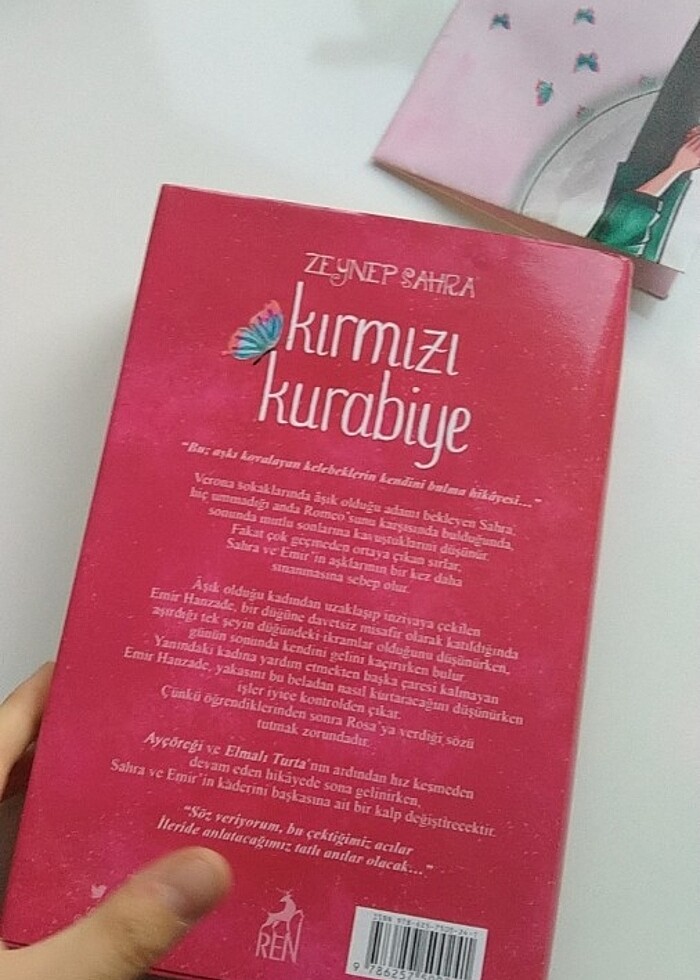 ZEYNEP SAHRA
kırmızı
kurabiye
"Bu; aşkı kovalayan kelebeklerin kendini bulma hikâyesi..."
Verona sokaklarında âşık olduğu adamı bekleyen Sahra,
hiç ummadığı anda Romeo'sunu karşısında bulduğunda,
sonunda mutlu sonlarına kavuştuklarını düşünür.
Fakat çok geçmeden ortaya çıkan sırlar,
Sahra ve Emir'in aşklarının bir kez daha
sınanmasına sebep olur.
Âşık olduğu kadından uzaklaşıp inzivaya çekilen
Emir Hanzade, bir düğüne davetsiz misafir olarak katıldığında
aşırdığı tek şeyin düğündeki ikramlar olduğunu düşünürken,
günün sonunda kendini gelini kaçırırken bulur.
Yanındaki kadına yardım etmekten başka çaresi kalmayan
Emir Hanzade, yakasını bu beladan nasıl kurtaracağını düşünürken
işler iyice kontrolden çıkar.
Çünkü öğrendiklerinden sonra Rosa'ya verdiği sözü
tutmak zorundadır.
Ayçöreği ve Elmalı Turta'nın ardından hız kesmeden
devam eden hikâyede sona gelinirken,
Sahra ve Emir'in kaderini başkasına ait bir kalp değiştirecektir.
"Söz veriyorum, bu çektiğimiz acılar
İleride anlatacağımız tatlı anılar olacak..."
REN
ISBN
9 786257